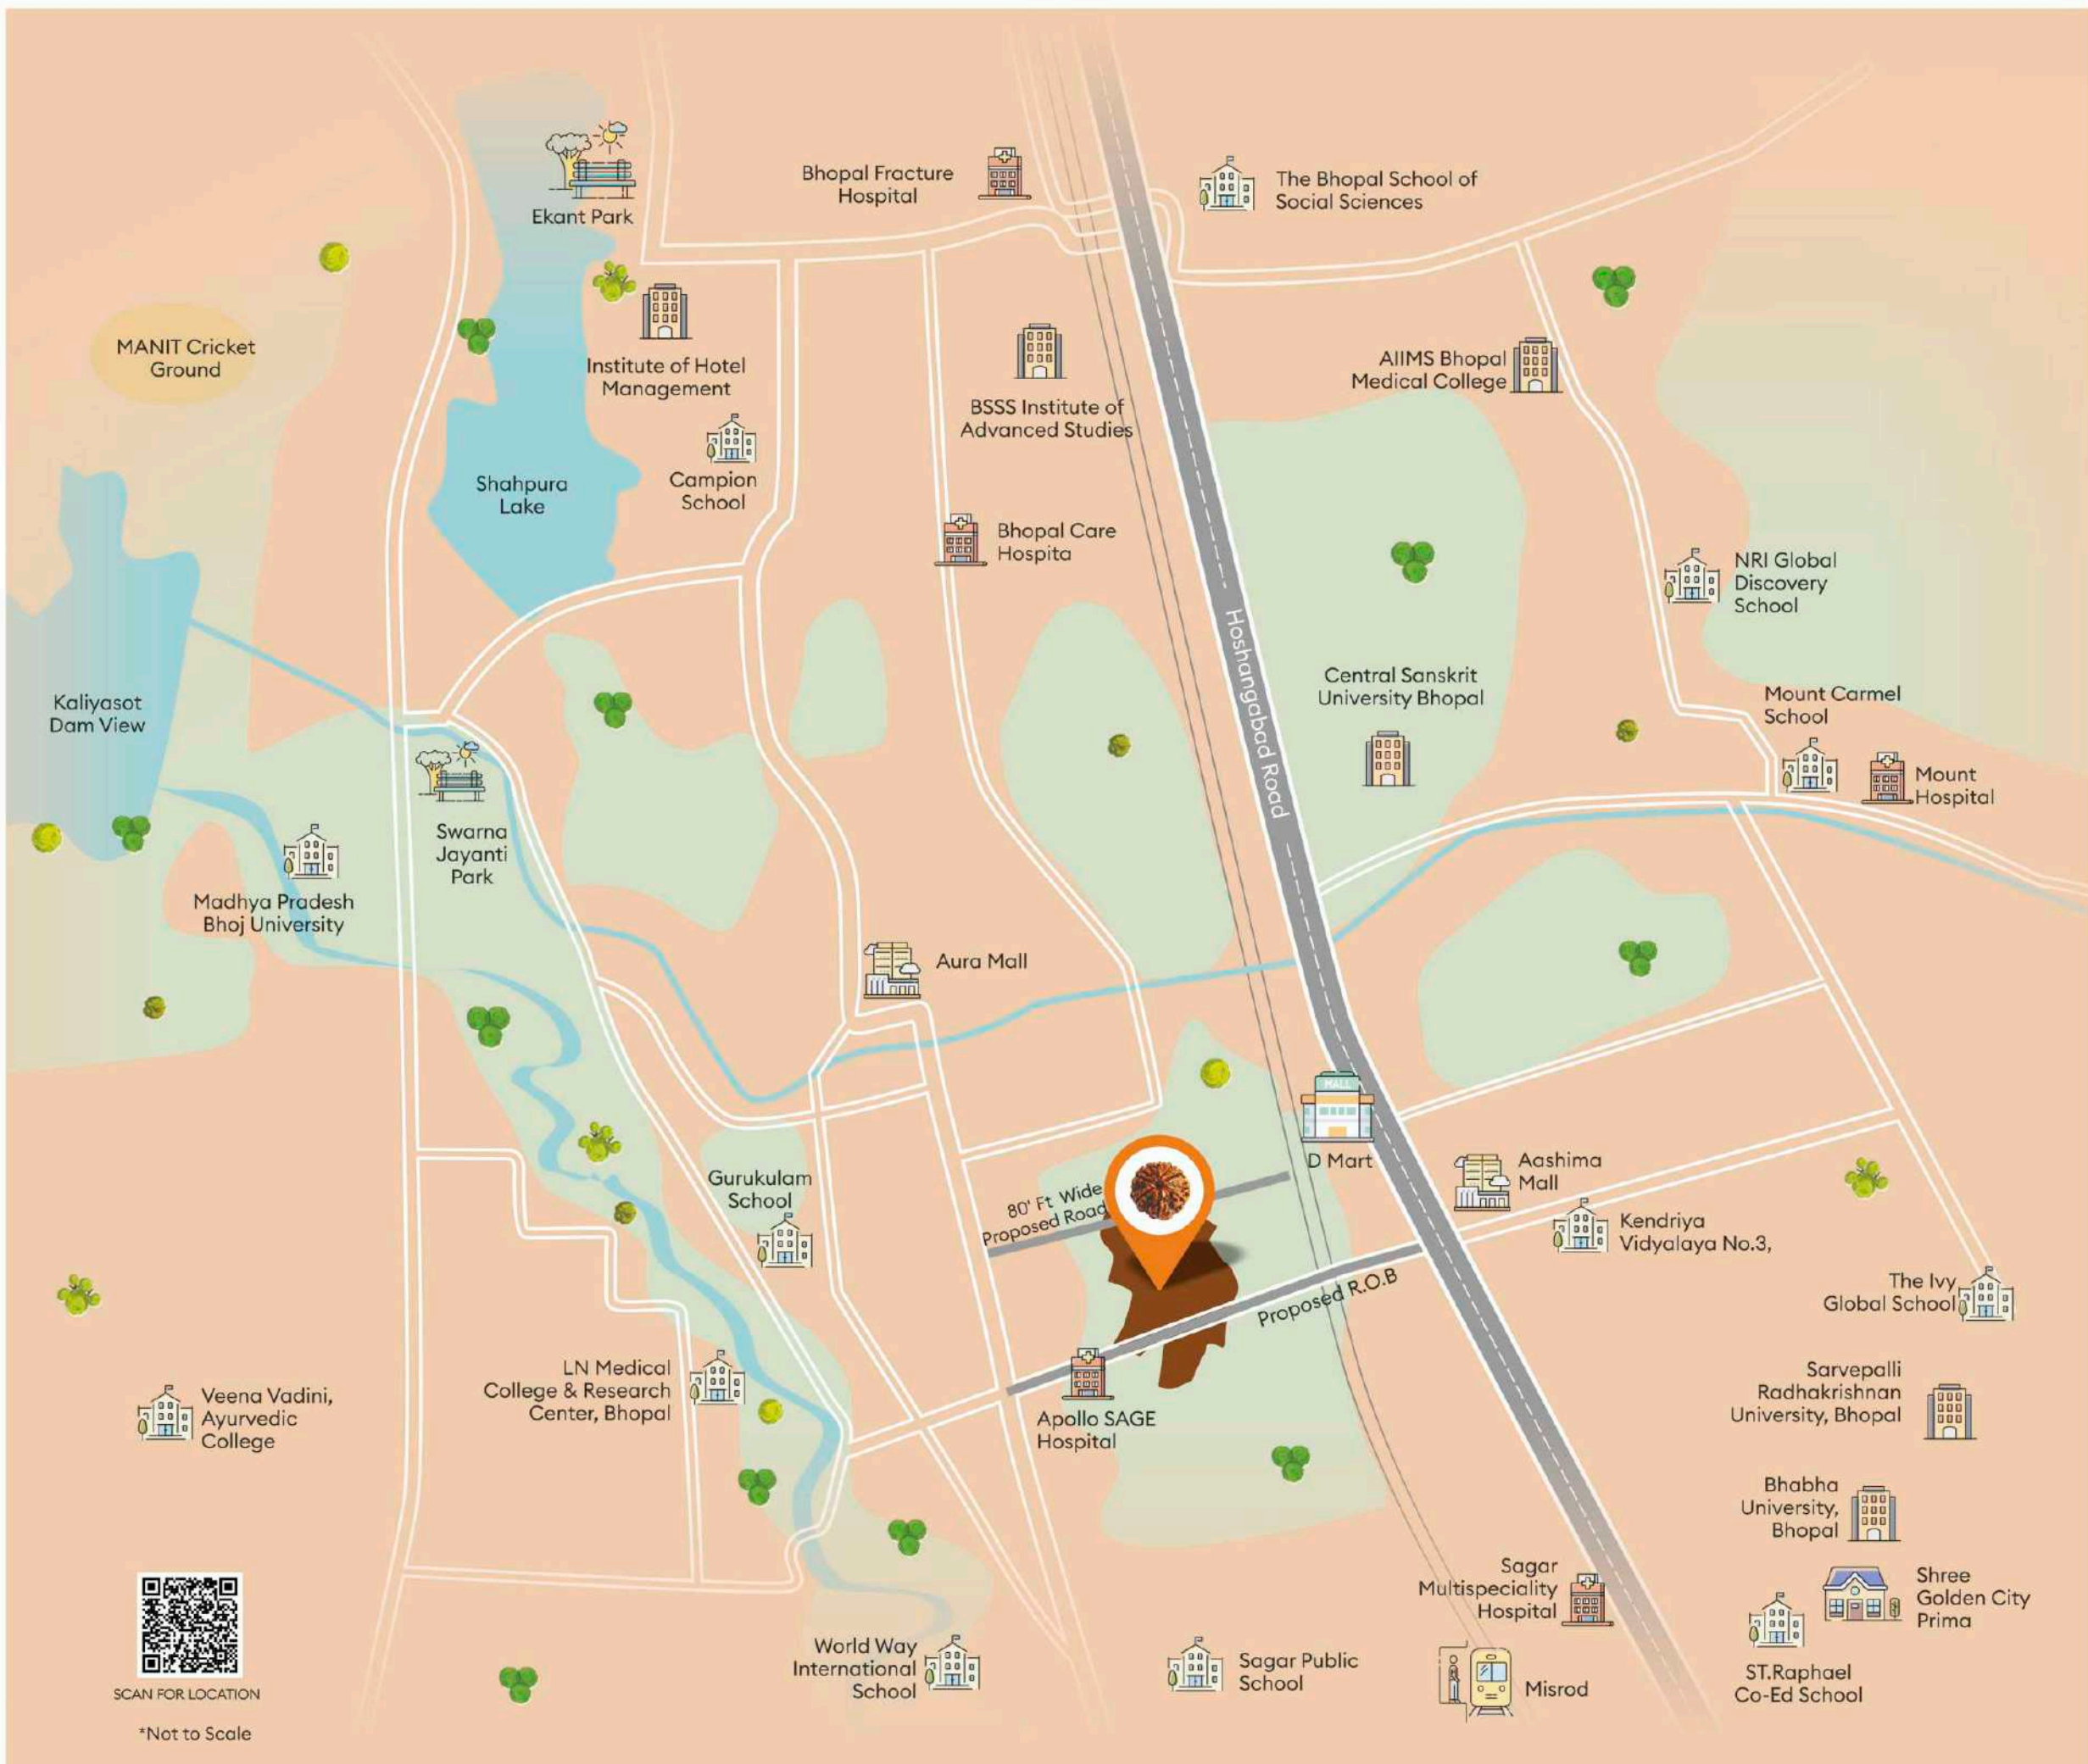 Ekant Park
Bhopal Fracture
Hospital
The Bhopal School of
Social Sciences
MANIT Cricket
Ground
Institute of Hotel
Management
BSSS Institute of
Advanced Studies
AIIMS Bhopal
Medical College
Shahpura
Lake
Campion
School
Bhopal Care
Hospita
NRI Global
Discovery
School
Hoshangabad Road
Kaliyasot
Dam View
Central Sanskrit
University Bhopal
Mount Carmel
School
Mount
Hospital
Swarna
Jayanti
Park
Madhya Pradesh
Bhoj University
Aura Mall
MALL
D Mart
Aashima
Mall
Gurukulam
School
80' Ft Wide
Proposed Road
Kendriya
Vidyalaya No.3,
Proposed R.O.B
The Ivy
Global School
LN Medical
College & Research
Center, Bhopal
Veena Vadini,
Ayurvedic
College
Apollo SAGE
Hospital
Sarvepalli
Radhakrishnan
University, Bhopal
Bhabha
University,
Bhopal
Sagar
Multispeciality
Hospital
Shree
Golden City
Prima
World Way
International
School
Sagar Public
School
Misrod
ST.Raphael
Co-Ed School
SCAN FOR LOCATION
*Not to Scale